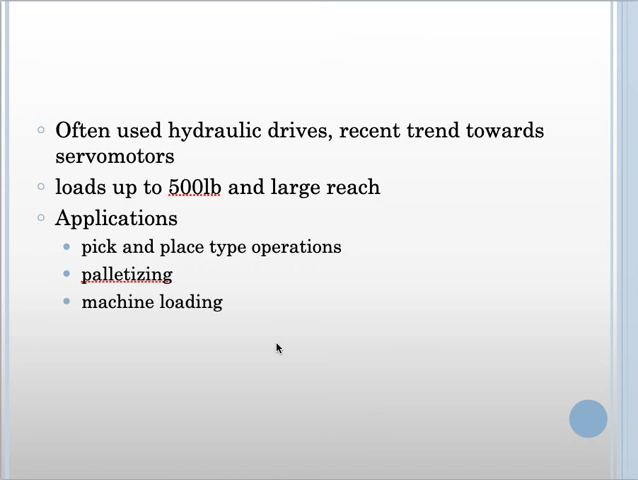 Often used hydraulic drives, recent trend towards
servomotors
loads up to 500lb and large reach
Applications
pick and place type operations
palletizing
machine loading